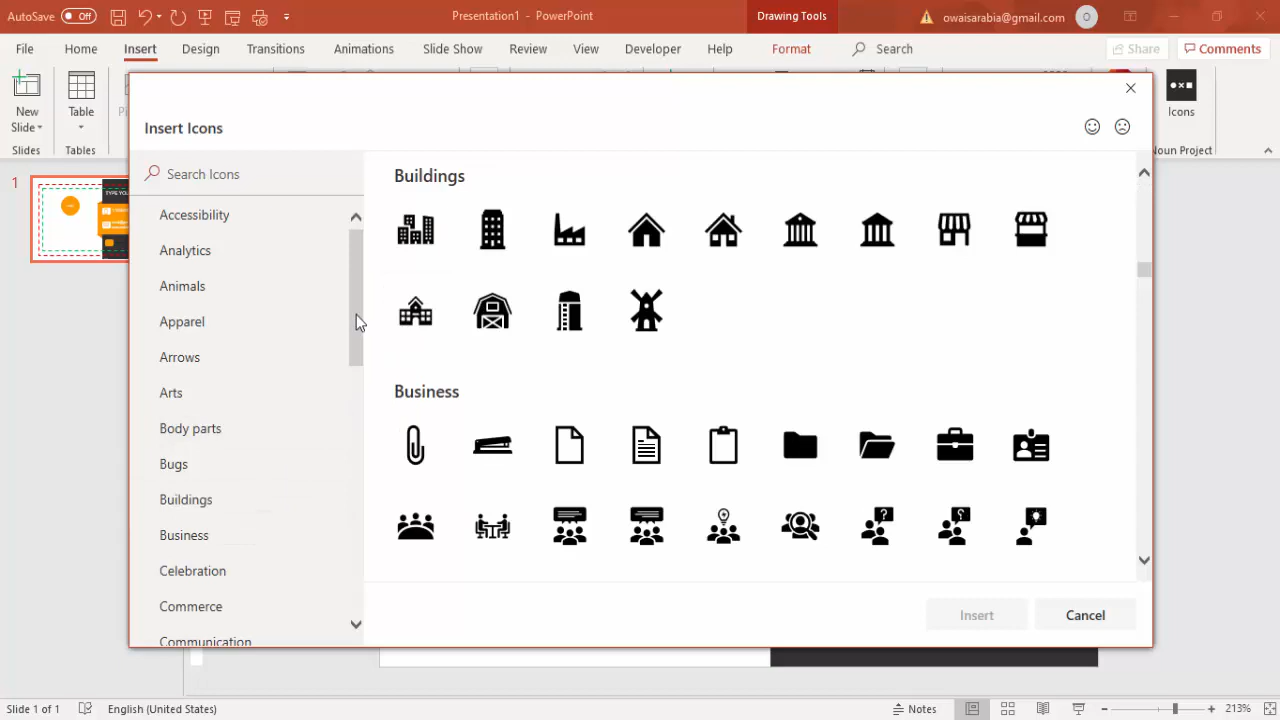 AutoSave Off
Presentation1 - PowerPoint
Drawing Tools
owaisarabia@gmail.com
O
File Home Insert Design Transitions Animations Slide Show Review View Developer Help Format Search Share Comments
New
Slide
Slides
Table
Tables
Icons
Noun Project
1
TYPE YO
Insert Icons
Search Icons
Accessibility
Analytics
Animals
Apparel
Arrows
Arts
Body parts
Bugs
Buildings
Business
Celebration
Commerce
Communication
Buildings
Business
Insert
Cancel
Slide 1 of 1
English (United States)
Notes
213%